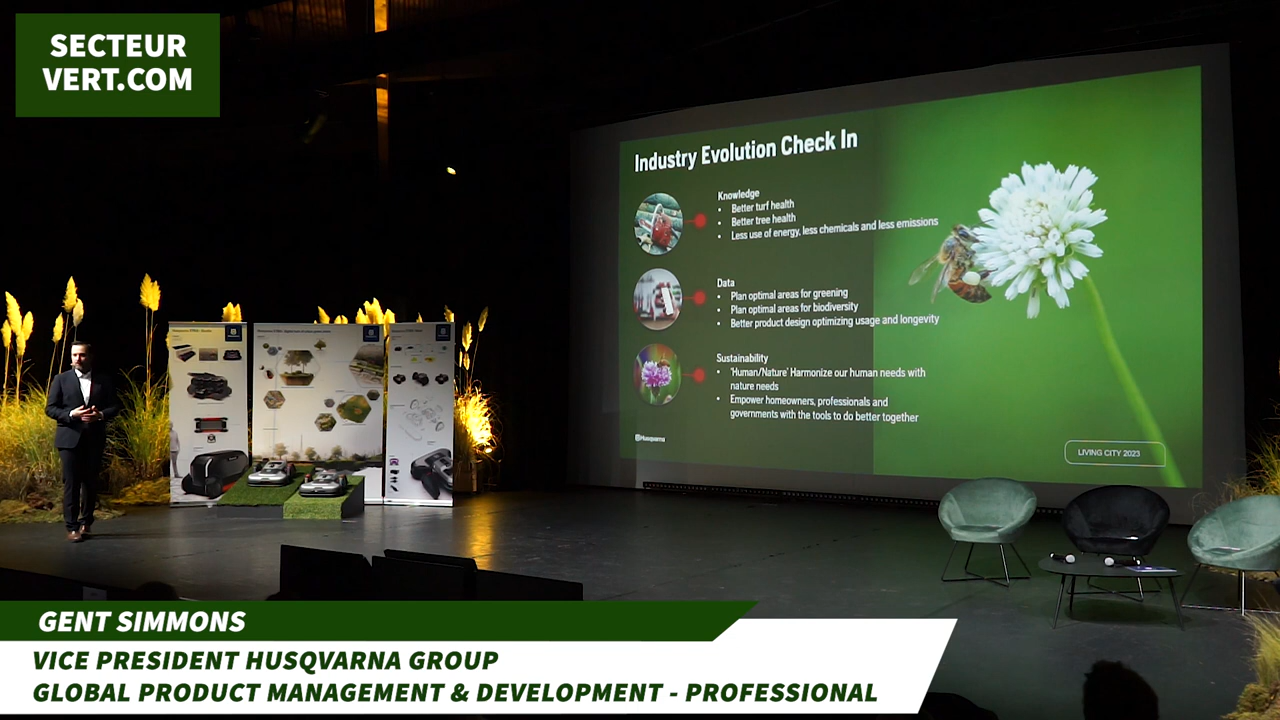 SECTEUR
VERT.COM
Industry Evolution Check In
Knowledge
• Better turf health
• Better tree health
• Less use of energy, less chemicals and less emissions
Data
• Plan optimal areas for greening
• Plan optimal areas for biodiversity
• Better product design optimizing usage and longevity
Sustainability
• 'Human/Nature' Harmonize our human needs with
nature needs
• Empower homeowners, professionals and
governments with the tools to do better together
Husqvarna
LIVING CITY 2023
GENT SIMMONS
VICE PRESIDENT HUSQVARNA GROUP
GLOBAL PRODUCT MANAGEMENT & DEVELOPMENT - PROFESSIONAL